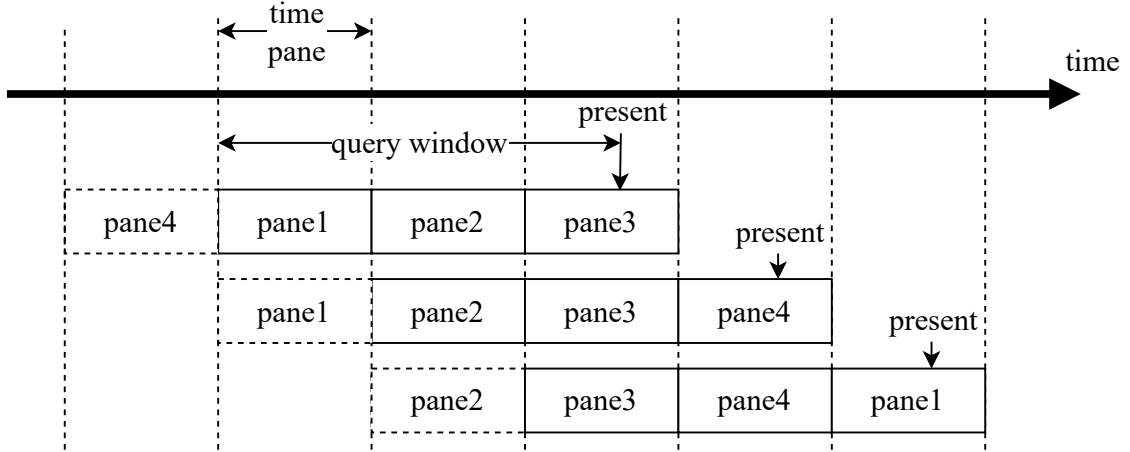 time
pane
time
present
query window
pane4 pane1 pane2 pane3
present
pane1 pane2 pane3 pane4
present
pane2 pane3 pane4 pane1